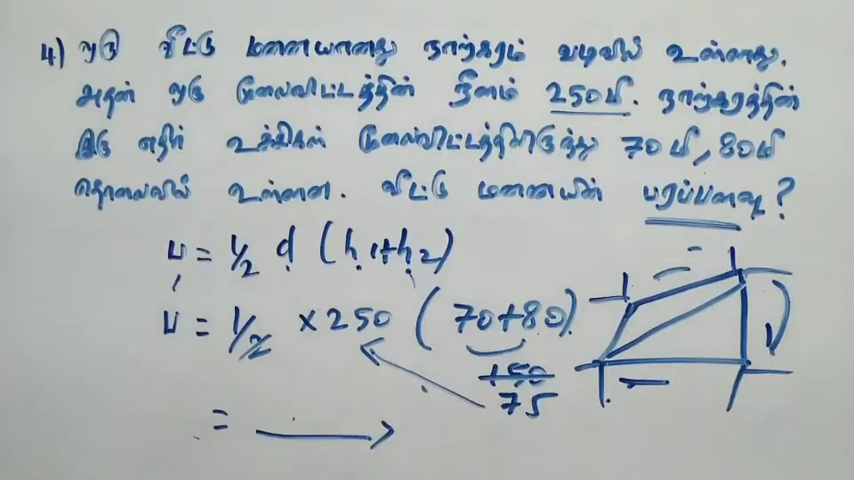 4) ஒரு வீட்டு மனையானது நாற்கரம் வடிவில் உள்ளது.
அதன் ஒரு மூலைவிட்டத்தின் நீளம் 250மீ. நாற்கரத்தின்
இரு எதிர் உச்சிகள் மூலைவிட்டத்திலிருந்து 70 மீ, 80மீ
தொலைவில் உள்ளன. வீட்டு மனையின் பரப்பளவு?
ப = 1/2 d (h1+h2)
ப = 1/2 × 250 (70+80)
150
75
=